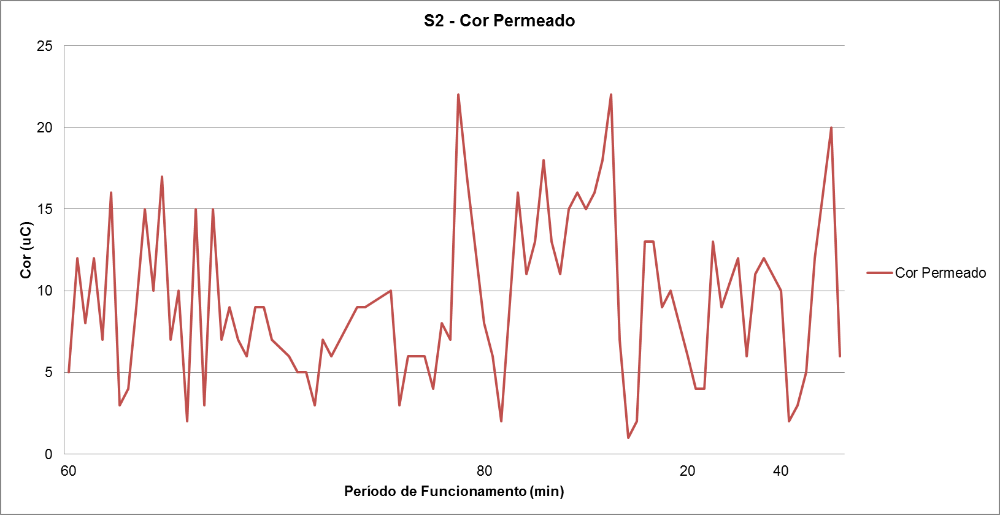 S2 - Cor Permeado
25
20
15
10
5
0
Cor (uC)
60 80 20 40
Período de Funcionamento (min)
Cor Permeado